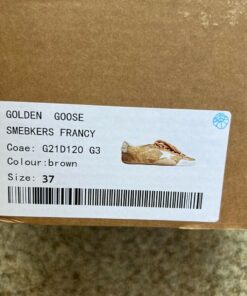 GOLDEN GOOSE
SMEBKERS FRANCY
Coae: G21D120 G3
Colour:brown
Size: 37